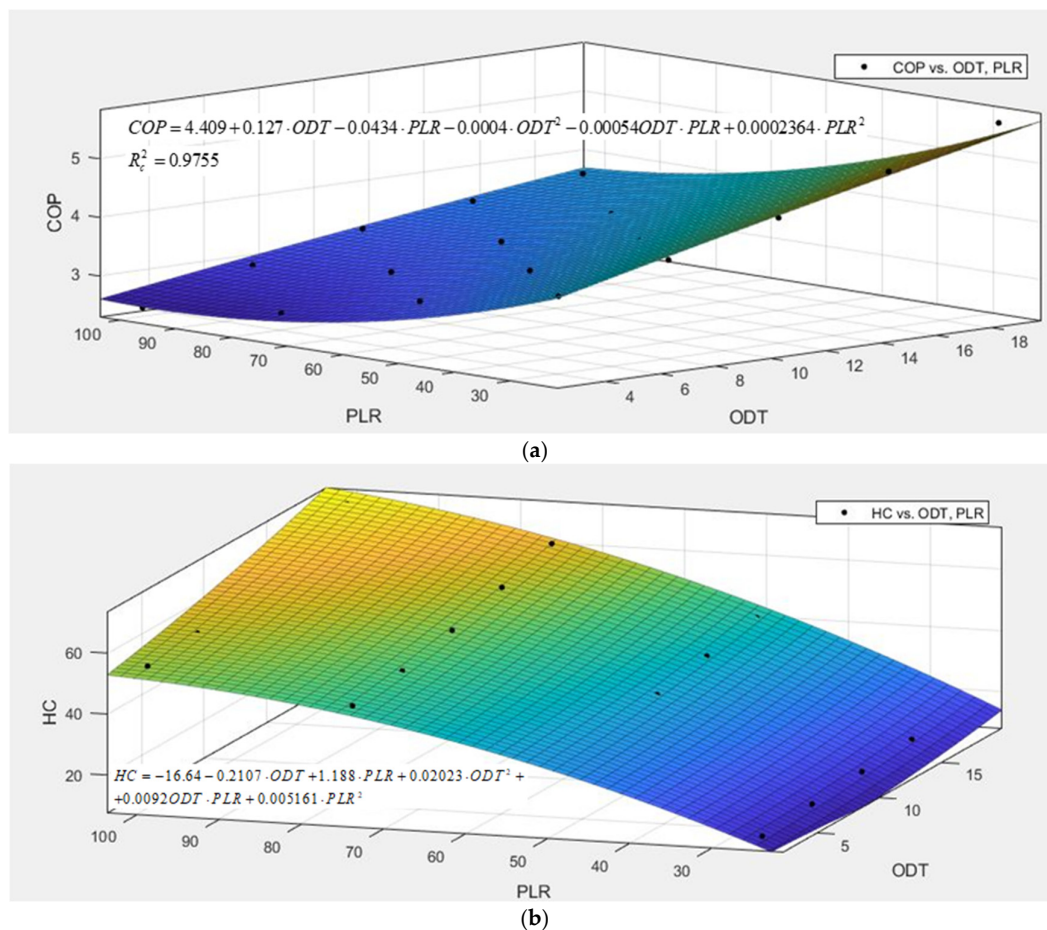 COP vs. ODT, PLR
COP = 4.409 + 0.127 · ODT − 0.0434 · PLR − 0.0004 · ODT² − 0.00054ODT · PLR + 0.0002364 · PLR²
R_c² = 0.9755
5
4
3
COP
100 90 80 70 60 50 40 30
PLR
4 6 8 10 12 14 16 18
ODT
(a)
HC vs. ODT, PLR
60
40
20
HC
HC = −16.64 − 0.2107 · ODT + 1.188 · PLR + 0.02023 · ODT² +
+0.0092ODT · PLR + 0.005161 · PLR²
100 90 80 70 60 50 40 30
PLR
5 10 15
ODT
(b)